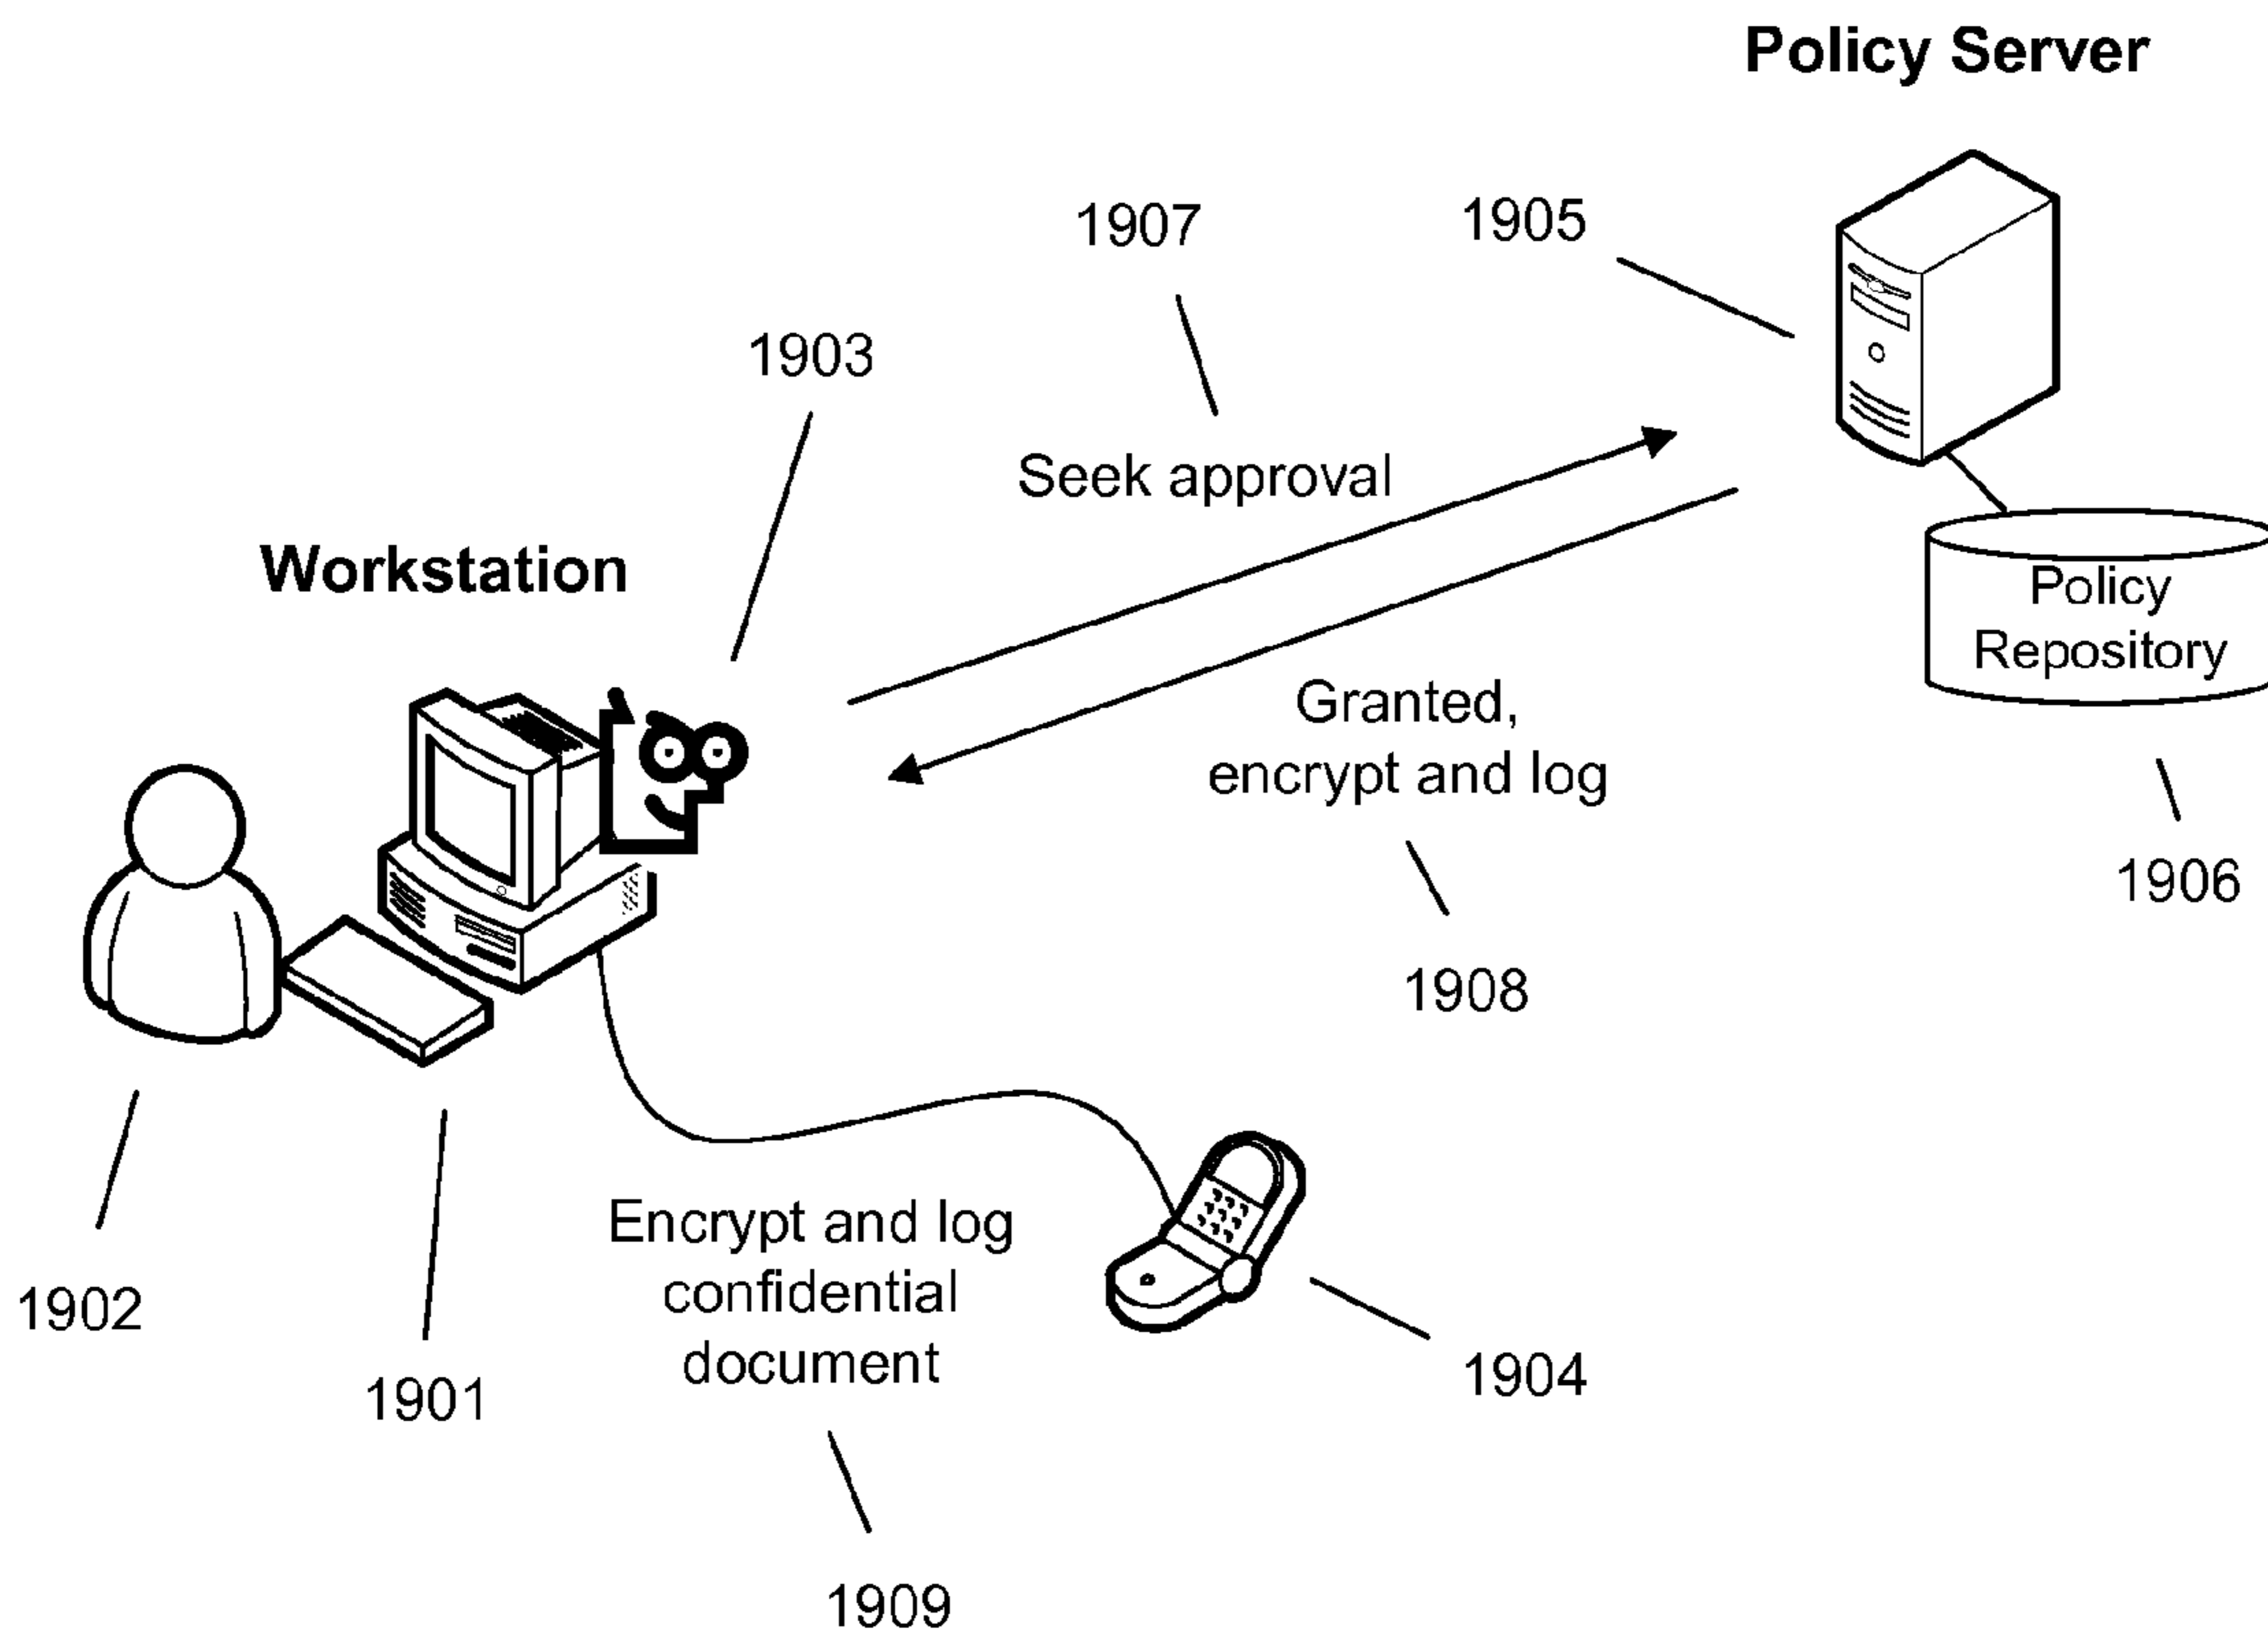 Policy Server
1907
1905
1903
Seek approval
Workstation
Policy
Repository
Granted,
encrypt and log
1906
1908
Encrypt and log
confidential
document
1902
1901
1904
1909